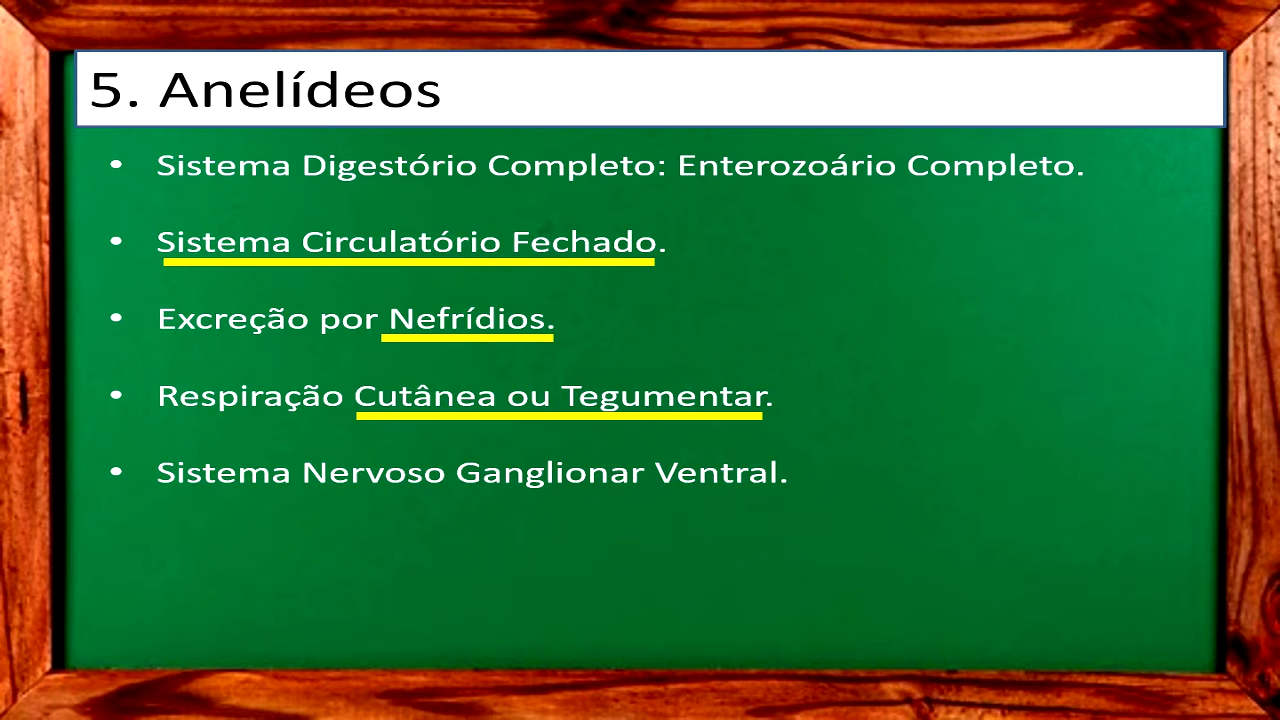 5. Anelídeos
• Sistema Digestório Completo: Enterozoário Completo.
• Sistema Circulatório Fechado.
• Excreção por Nefrídios.
• Respiração Cutânea ou Tegumentar.
• Sistema Nervoso Ganglionar Ventral.